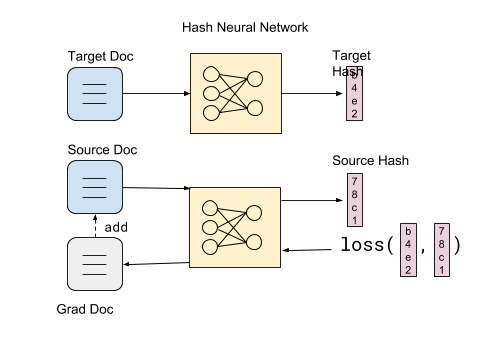 Hash Neural Network
Target Doc
Target
Hash
b
4
e
2
Source Doc
Source Hash
7
8
c
1
add
loss(
b
4
e
2
,
7
8
c
1
)
Grad Doc